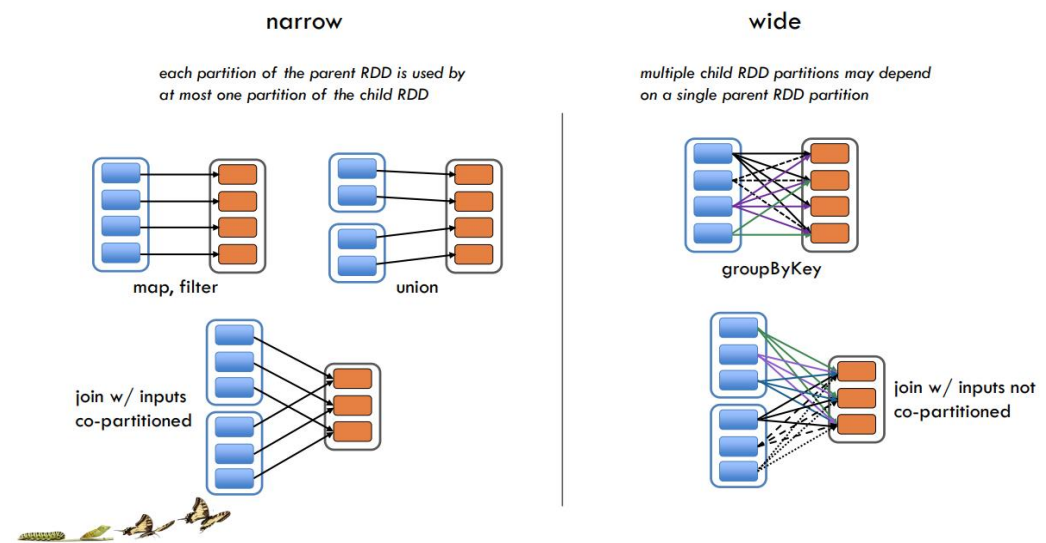 narrow
each partition of the parent RDD is used by
at most one partition of the child RDD
map, filter
union
join w/ inputs
co-partitioned
wide
multiple child RDD partitions may depend
on a single parent RDD partition
groupByKey
join w/ inputs not
co-partitioned